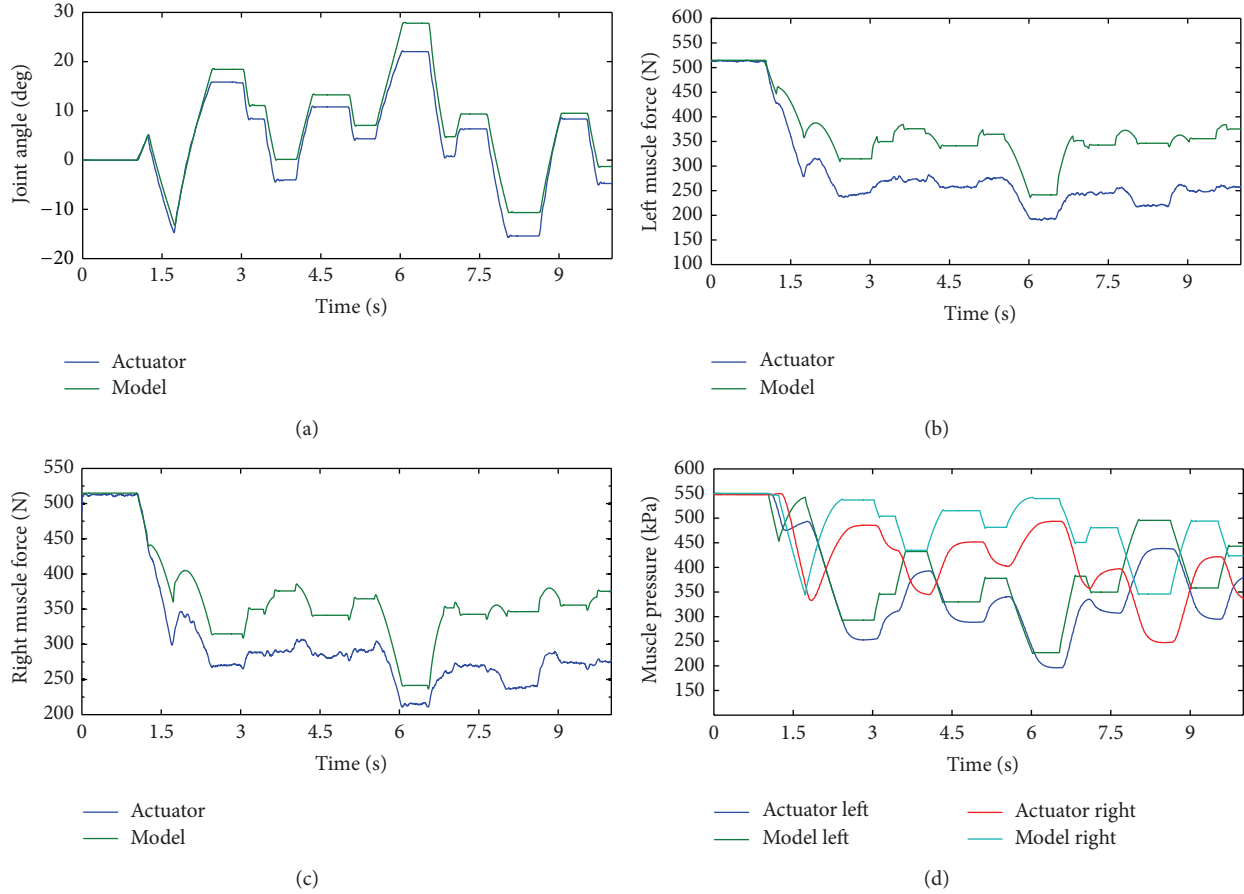 30
20
10
0
−10
−20
Joint angle (deg)
0 1.5 3 4.5 6 7.5 9
Time (s)
Actuator
Model
(a)
600
550
500
450
400
350
300
250
200
150
100
Left muscle force (N)
0 1.5 3 4.5 6 7.5 9
Time (s)
Actuator
Model
(b)
550
500
450
400
350
300
250
200
Right muscle force (N)
0 1.5 3 4.5 6 7.5 9
Time (s)
Actuator
Model
(c)
600
550
500
450
400
350
300
250
200
150
100
Muscle pressure (kPa)
0 1.5 3 4.5 6 7.5 9
Time (s)
Actuator left
Model left
Actuator right
Model right
(d)